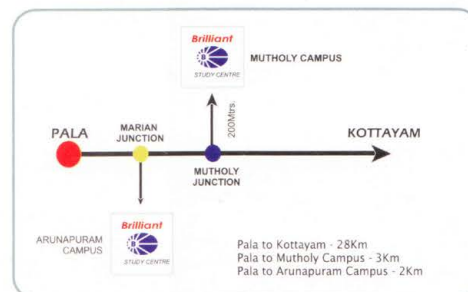 Brilliant
STUDY CENTRE
MUTHOLY CAMPUS
200Mtrs.
PALA
MARIAN
JUNCTION
KOTTAYAM
MUTHOLY
JUNCTION
ARUNAPURAM
CAMPUS
Brilliant
STUDY CENTRE
Pala to Kottayam - 28Km
Pala to Mutholy Campus - 3Km
Pala to Arunapuram Campus - 2Km